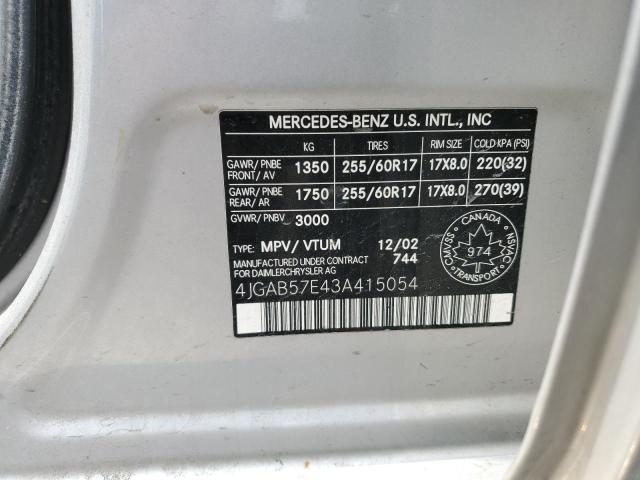 MERCEDES-BENZ U.S. INTL., INC
KG TIRES RIM SIZE COLD KPA (PSI)
GAWR/PNBE FRONT/AV 1350 255/60R17 17X8.0 220(32)
GAWR/PNBE REAR/AR 1750 255/60R17 17X8.0 270(39)
GVWR/PNBV 3000
TYPE: MPV/VTUM 12/02
MANUFACTURED UNDER CONTRACT 744
FOR DAIMLERCHRYSLER AG
4JGAB57E43A415054
CANADA
CMVSS 974 NSVAC
TRANSPORT